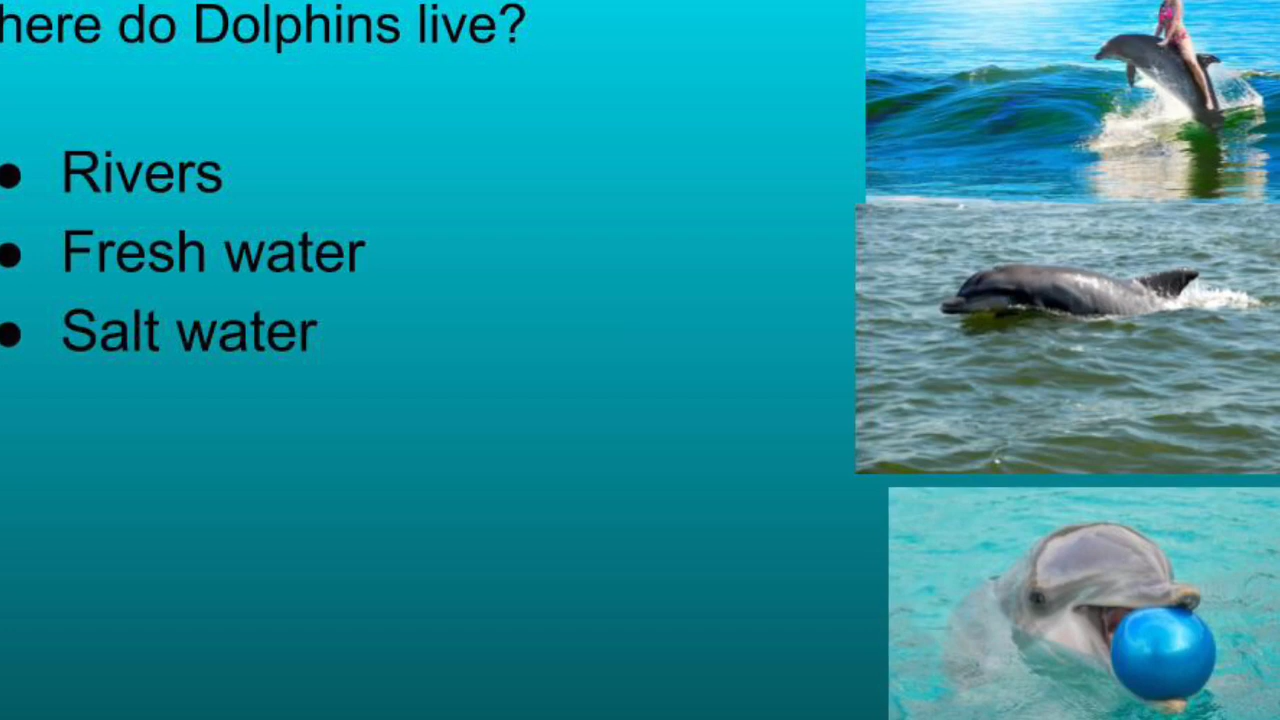 here do Dolphins live?
● Rivers
● Fresh water
● Salt water